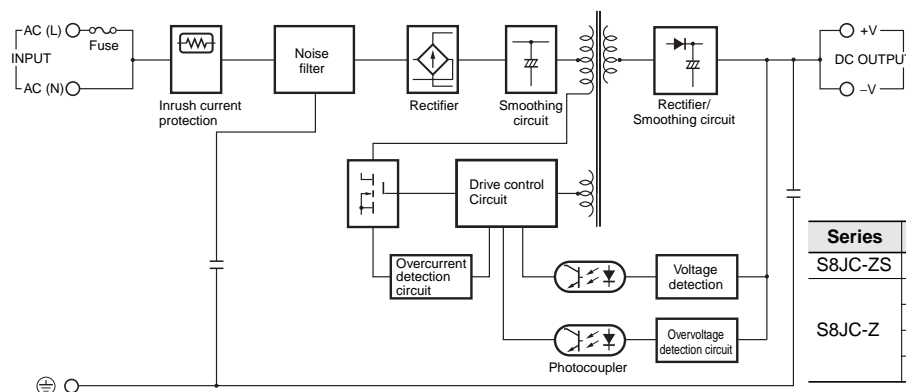 AC (L)
Fuse
INPUT
AC (N)
Inrush current
protection
Noise
filter
Rectifier
Smoothing
circuit
Rectifier/
Smoothing circuit
+V
DC OUTPUT
–V
Drive control
Circuit
Overcurrent
detection
circuit
Voltage
detection
Overvoltage
detection circuit
Photocoupler
Series
S8JC-ZS
S8JC-Z